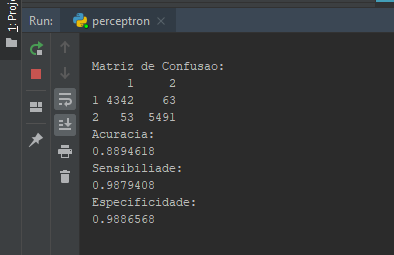 1: Proj
Run: perceptron
Matriz de Confusao:
1 2
1 4342 63
2 53 5491
Acuracia:
0.8894618
Sensibiliade:
0.9879408
Especificidade:
0.9886568